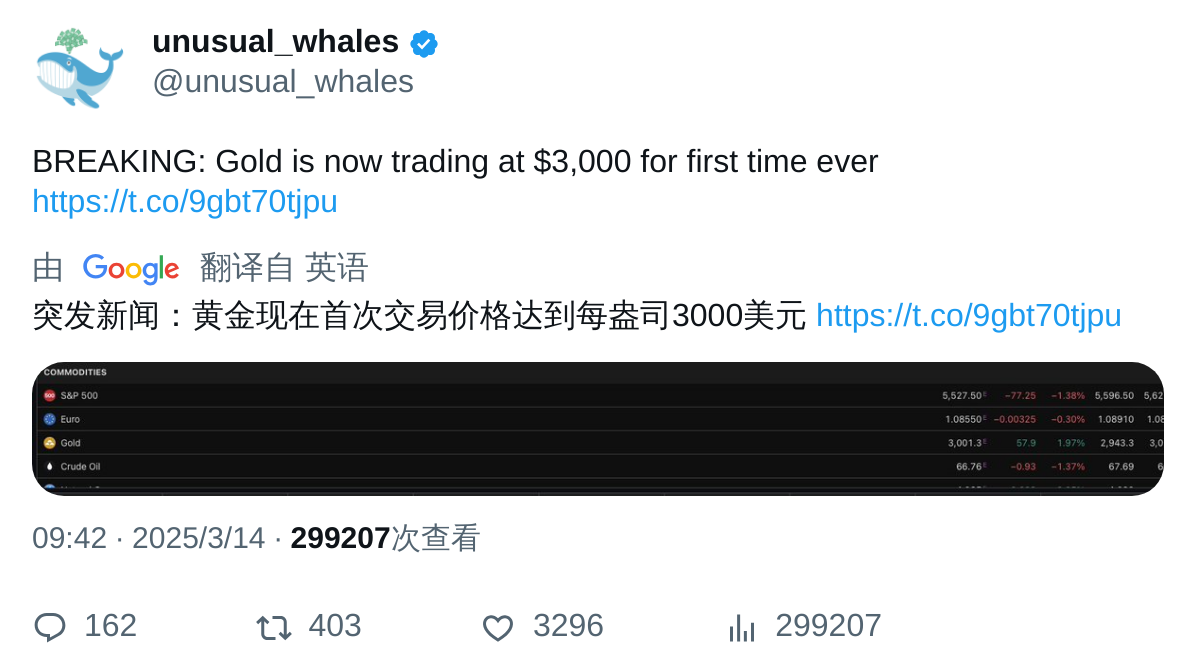 unusual_whales
@unusual_whales
BREAKING: Gold is now trading at $3,000 for first time ever
https://t.co/9gbt70tjpu
由 Google 翻译自 英语
突发新闻：黄金现在首次交易价格达到每盎司3000美元 https://t.co/9gbt70tjpu
COMMODITIES
500 S&P 500 5,527.50 −77.25 −1.38% 5,596.50 5,62
Euro 1.08550 −0.00325 −0.30% 1.08910 1.08
Gold 3,001.3 57.9 1.97% 2,943.3 3,0
Crude Oil 66.76 −0.93 −1.37% 67.69 6
09:42 · 2025/3/14 · 299207次查看
162 403 3296 299207